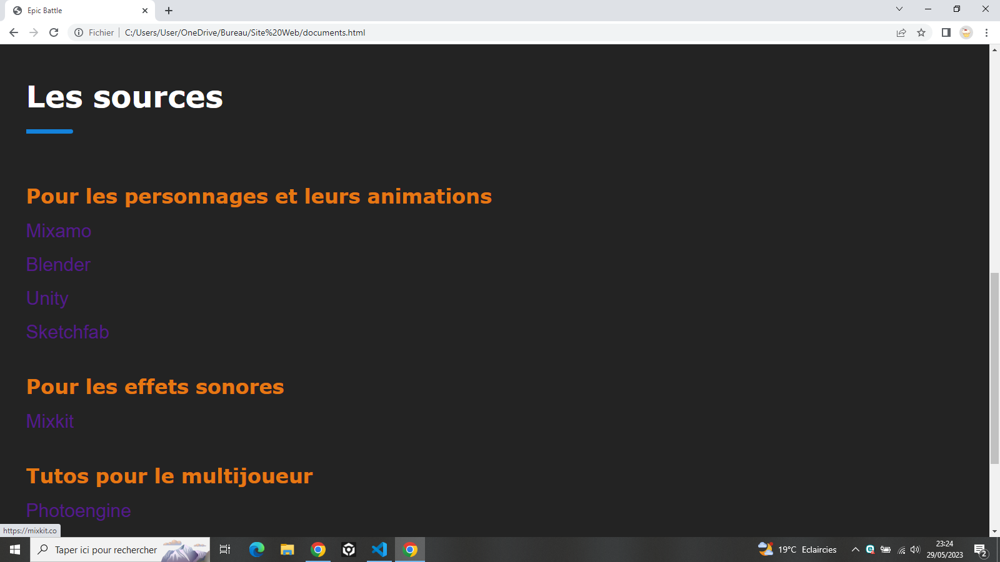 Epic Battle
Fichier C:/Users/User/OneDrive/Bureau/Site%20Web/documents.html
Les sources
Pour les personnages et leurs animations
Mixamo
Blender
Unity
Sketchfab
Pour les effets sonores
Mixkit
Tutos pour le multijoueur
Photoengine
https://mixkit.co
Taper ici pour rechercher
19°C Eclaircies
23:24
29/05/2023
2